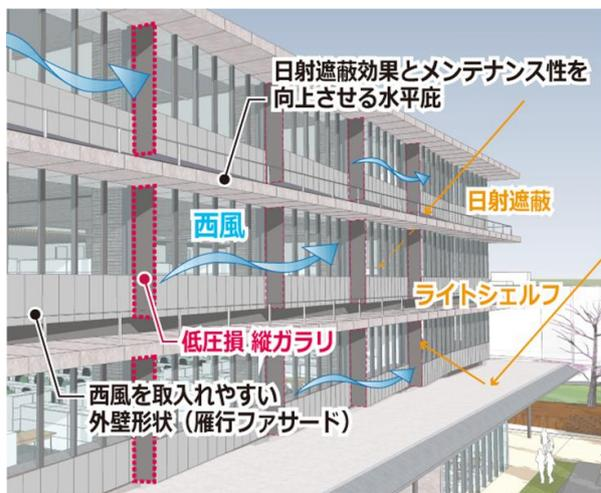 日射遮蔽効果とメンテナンス性を
向上させる水平庇
日射遮蔽
西風
ライトシェルフ
低圧損 縦ガラリ
西風を取入れやすい
外壁形状（雁行ファサード）